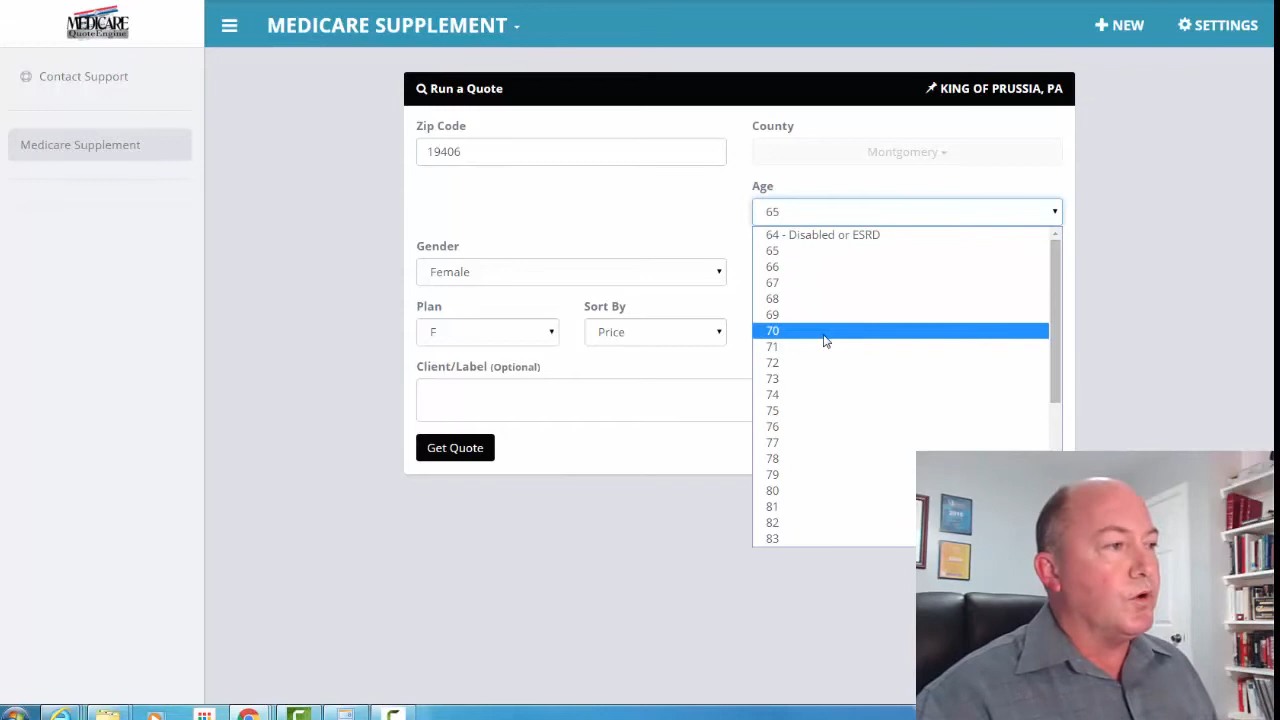 MEDICARE
QuoteEngine
MEDICARE SUPPLEMENT
NEW
SETTINGS
Contact Support
Medicare Supplement
Run a Quote
KING OF PRUSSIA, PA
Zip Code
County
19406
Montgomery
Age
65
64 - Disabled or ESRD
65
66
67
68
69
70
71
72
73
74
75
76
77
78
79
80
81
82
83
Gender
Female
Plan
Sort By
F
Price
Client/Label (Optional)
Get Quote